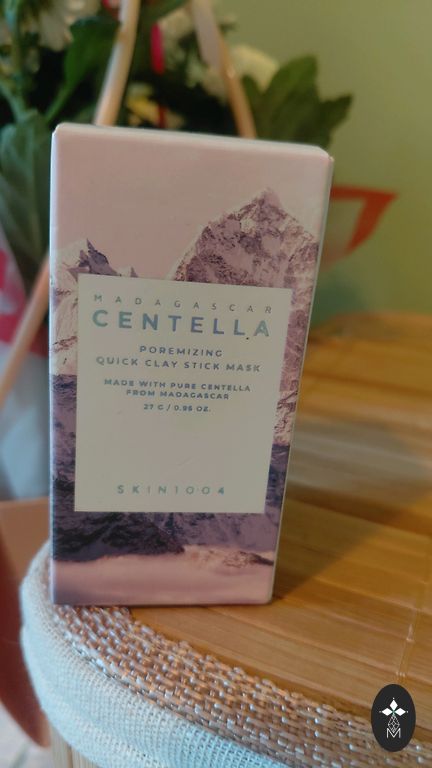 MADAGASCAR
CENTELLA
POREMIZING
QUICK CLAY STICK MASK
MADE WITH PURE CENTELLA
FROM MADAGASCAR
27 G / 0.95 OZ.
SKIN1004
M